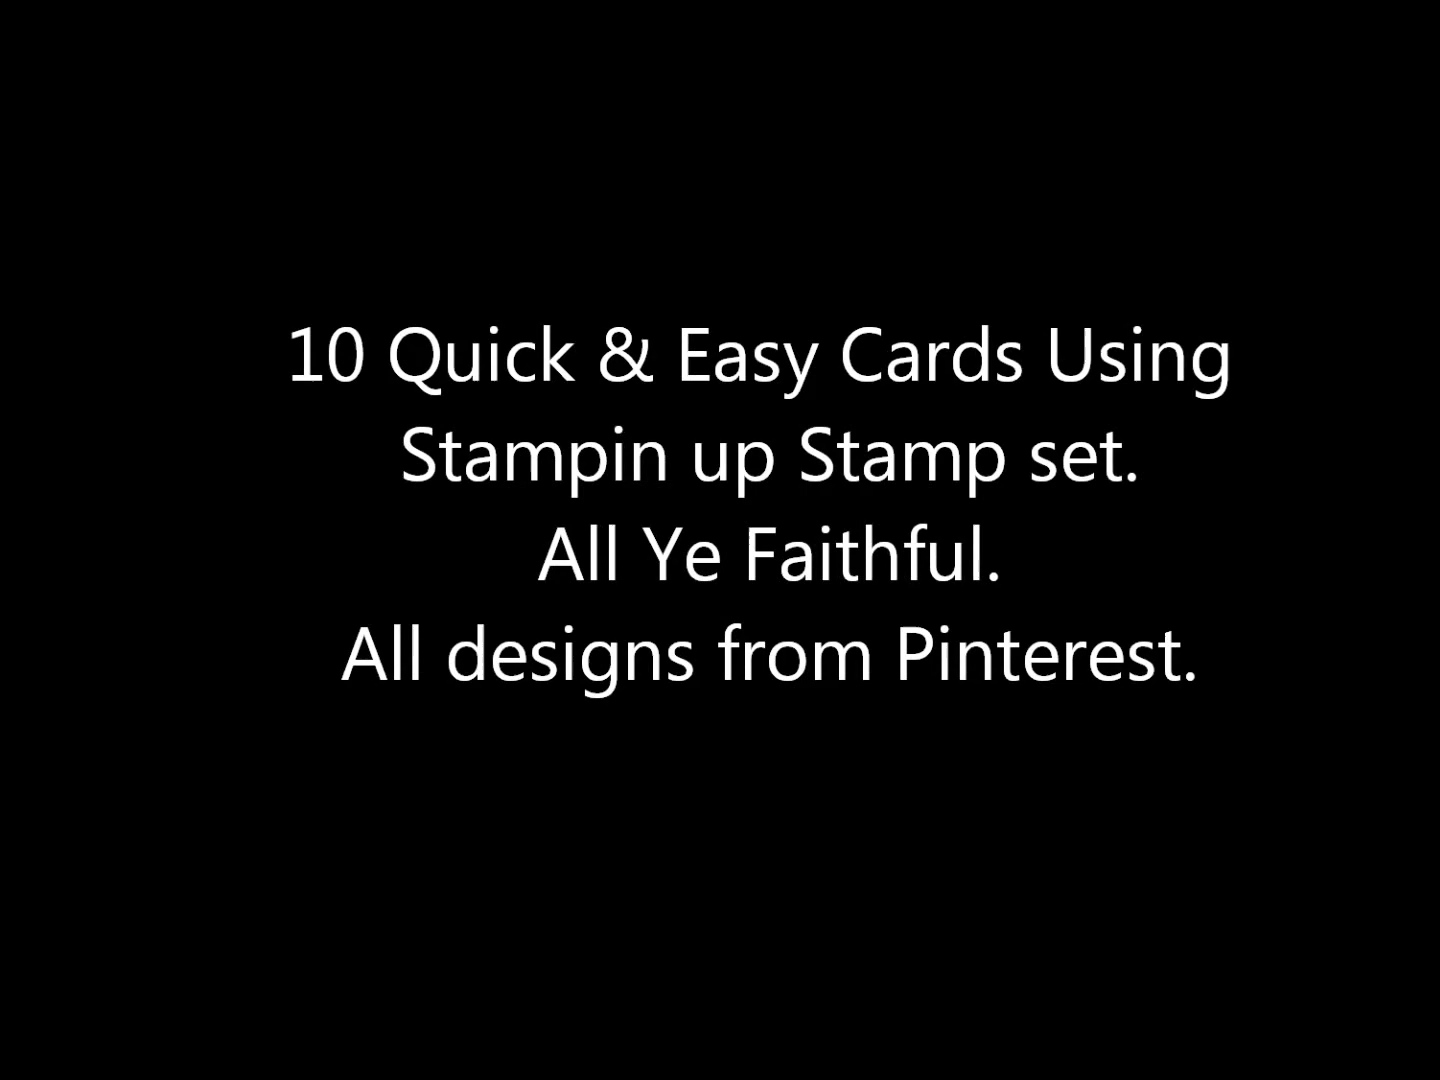 10 Quick & Easy Cards Using
Stampin up Stamp set.
All Ye Faithful.
All designs from Pinterest.